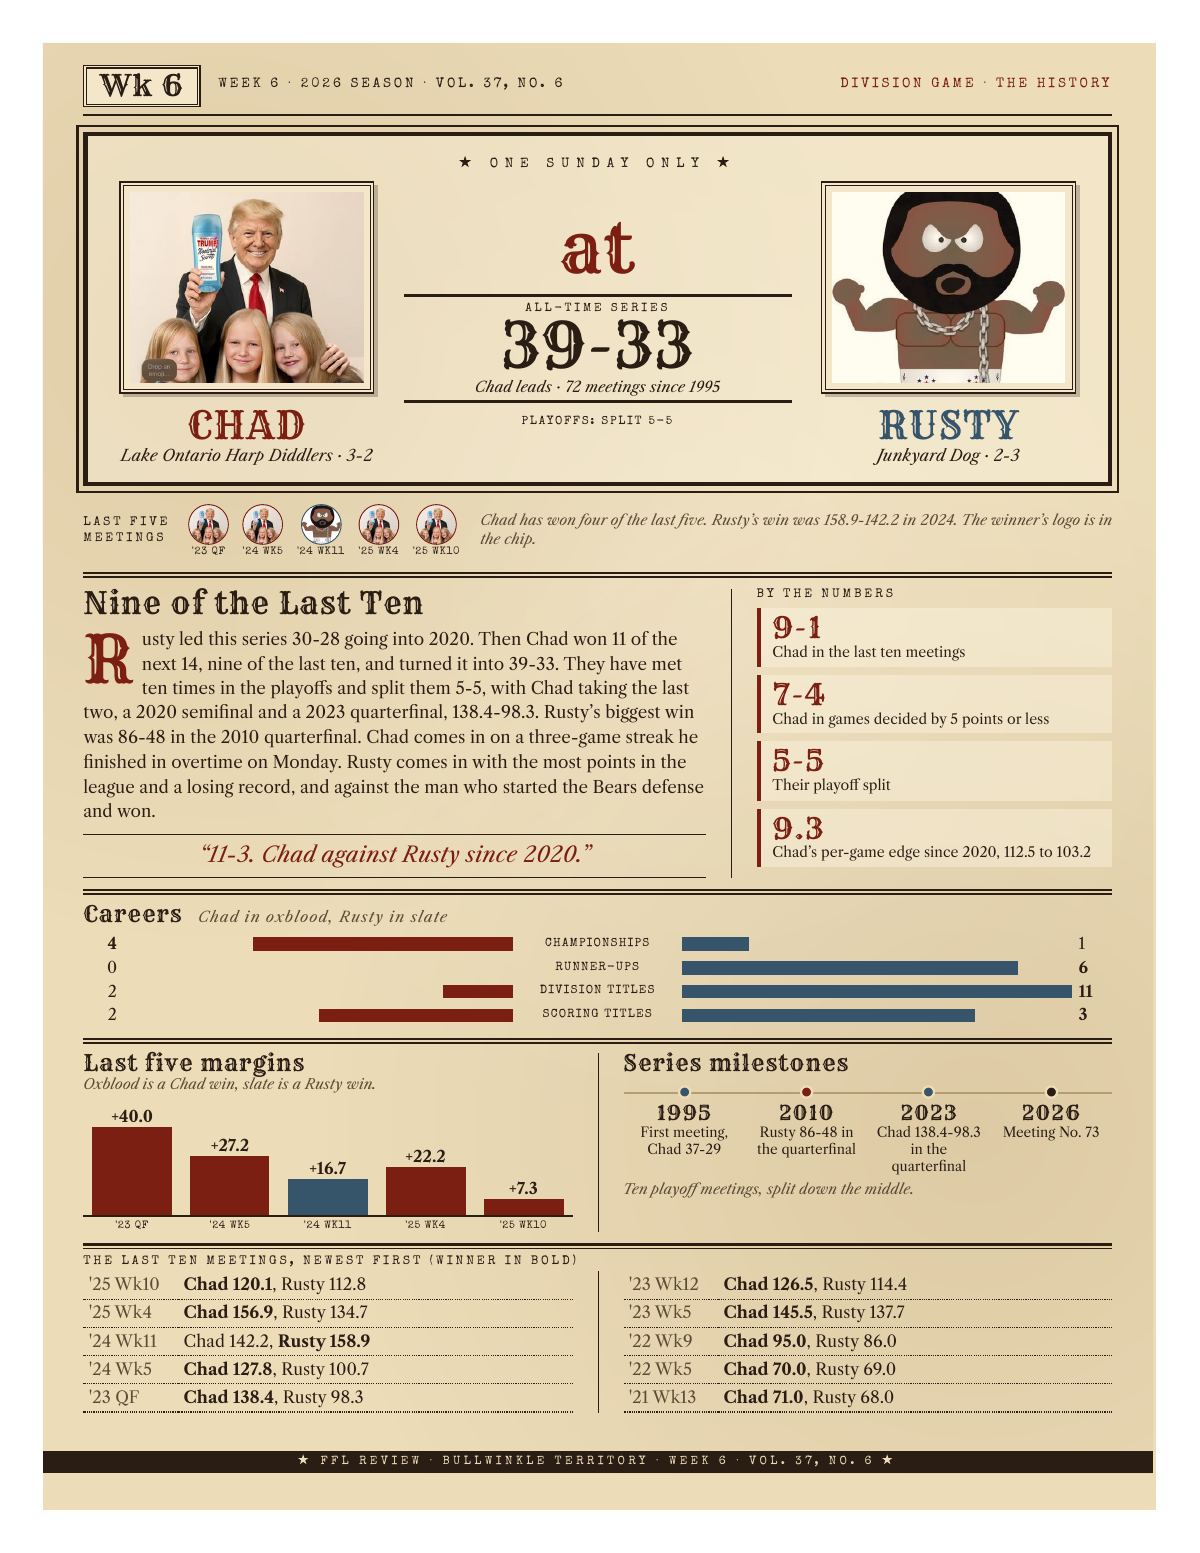 Wk 6
WEEK 6 · 2026 SEASON · VOL. 37, NO. 6
DIVISION GAME · THE HISTORY
★ ONE SUNDAY ONLY ★
TRUMP
at
ALL-TIME SERIES
39-33
Chad leads · 72 meetings since 1995
PLAYOFFS: SPLIT 5-5
Drop an
emoji...
CHAD
Lake Ontario Harp Diddlers · 3-2
RUSTY
Junkyard Dog · 2-3
LAST FIVE
MEETINGS
'23 QF
'24 WK5
'24 WK11
'25 WK4
'25 WK10
Chad has won four of the last five. Rusty’s win was 158.9-142.2 in 2024. The winner’s logo is in
the chip.
Nine of the Last Ten
Rusty led this series 30-28 going into 2020. Then Chad won 11 of the
next 14, nine of the last ten, and turned it into 39-33. They have met
ten times in the playoffs and split them 5-5, with Chad taking the last
two, a 2020 semifinal and a 2023 quarterfinal, 138.4-98.3. Rusty’s biggest win
was 86-48 in the 2010 quarterfinal. Chad comes in on a three-game streak he
finished in overtime on Monday. Rusty comes in with the most points in the
league and a losing record, and against the man who started the Bears defense
and won.
“11-3. Chad against Rusty since 2020.”
BY THE NUMBERS
9-1
Chad in the last ten meetings
7-4
Chad in games decided by 5 points or less
5-5
Their playoff split
9.3
Chad’s per-game edge since 2020, 112.5 to 103.2
Careers Chad in oxblood, Rusty in slate
4 CHAMPIONSHIPS 1
0 RUNNER-UPS 6
2 DIVISION TITLES 11
2 SCORING TITLES 3
Last five margins
Oxblood is a Chad win, slate is a Rusty win.
+40.0
+27.2
+16.7
+22.2
+7.3
'23 QF
'24 WK5
'24 WK11
'25 WK4
'25 WK10
Series milestones
1995
First meeting,
Chad 37-29
2010
Rusty 86-48 in
the quarterfinal
2023
Chad 138.4-98.3
in the
quarterfinal
2026
Meeting No. 73
Ten playoff meetings, split down the middle.
THE LAST TEN MEETINGS, NEWEST FIRST (WINNER IN BOLD)
'25 Wk10 Chad 120.1, Rusty 112.8
'25 Wk4 Chad 156.9, Rusty 134.7
'24 Wk11 Chad 142.2, Rusty 158.9
'24 Wk5 Chad 127.8, Rusty 100.7
'23 QF Chad 138.4, Rusty 98.3
'23 Wk12 Chad 126.5, Rusty 114.4
'23 Wk5 Chad 145.5, Rusty 137.7
'22 Wk9 Chad 95.0, Rusty 86.0
'22 Wk5 Chad 70.0, Rusty 69.0
'21 Wk13 Chad 71.0, Rusty 68.0
★ FFL REVIEW · BULLWINKLE TERRITORY · WEEK 6 · VOL. 37, NO. 6 ★